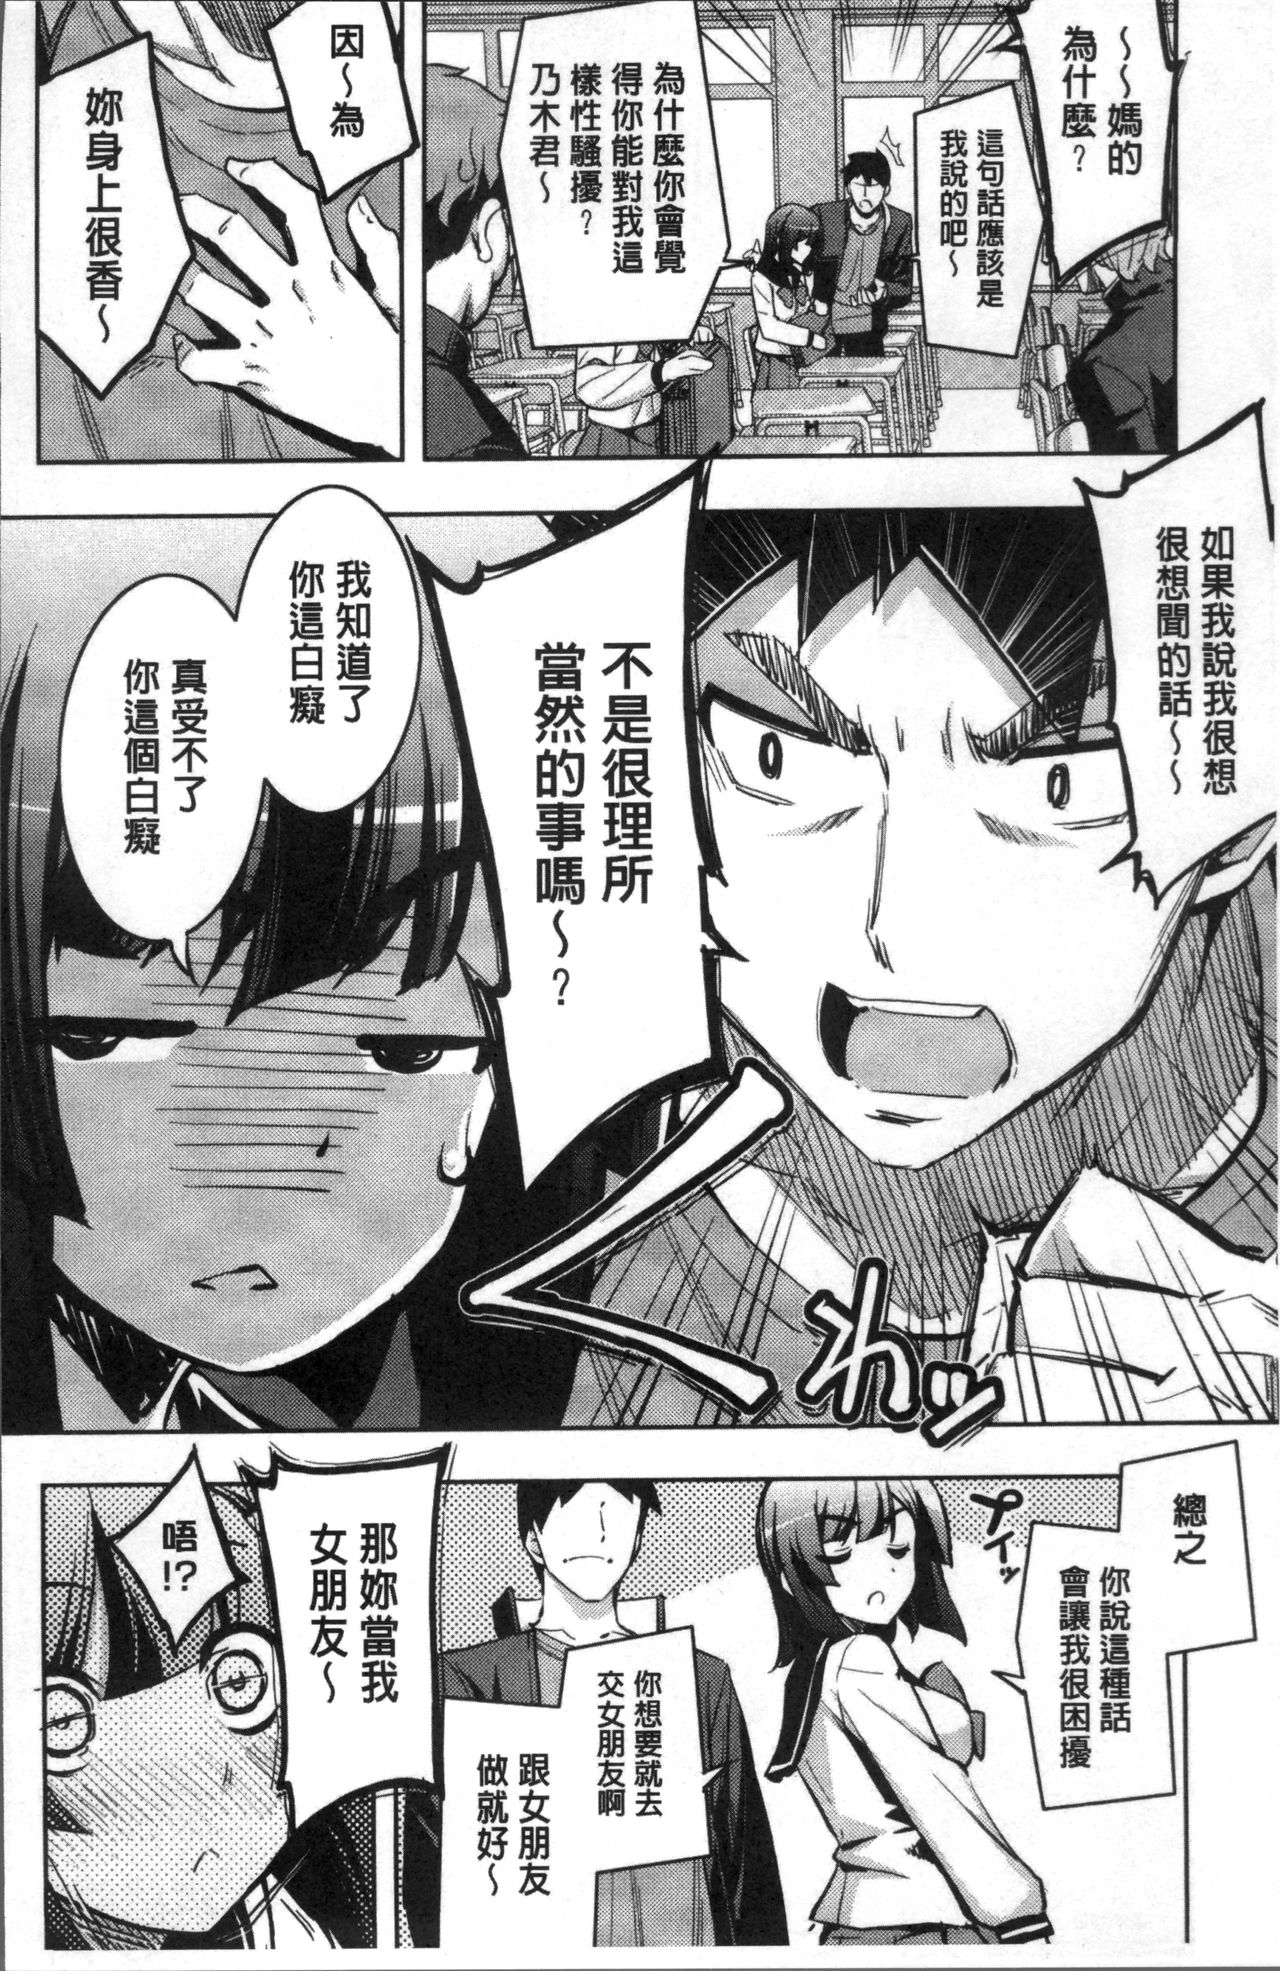 ～～媽的
為什麼？
這句話應該是
我說的吧～
為什麼你會覺
得你能對我這
樣性騷擾？
乃木君～
因～為
妳身上很香～
如果我說我很想
很想聞的話～～
不是很理所
當然的事嗎～？
我知道了
你這白癡
真受不了
你這個白癡
くわッ
總之
你說這種話
會讓我很困擾
プイッ
你想要就去
交女朋友啊
跟女朋友
做就好～
那妳當我
女朋友～
唔!?